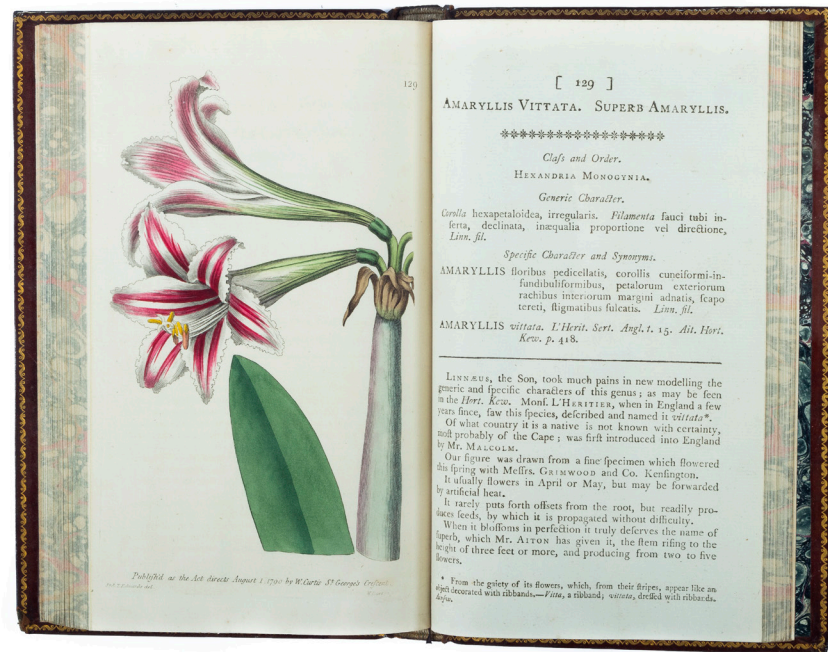 129
Publish'd as the Act directs August 1. 1790 by W. Curtis St. George's Crescent
[ 129 ]
AMARYLLIS VITTATA. SUPERB AMARYLLIS.
Claſs and Order.
HEXANDRIA MONOGYNIA.
Generic Character.
Corolla hexapetaloidea, irregularis. Filamenta fauci tubi in-
ſerta, declinata, inæqualia proportione vel directione,
Linn. fil.
Specific Character and Synonyms.
AMARYLLIS floribus pedicellatis, corollis cuneiformi-in-
fundibuliformibus, petalorum exteriorum
rachibus interiorum margini adnatis, ſcapo
tereti, ſtigmatibus ſulcatis. Linn. fil.
AMARYLLIS vittata. L'Herit. Sert. Angl. t. 15. Ait. Hort.
Kew. p. 418.
LINNÆUS, the Son, took much pains in new modelling the
generic and ſpecific characters of this genus; as may be ſeen
in the Hort. Kew. Monſ. L'HERITIER, when in England a few
years ſince, ſaw this ſpecies, deſcribed and named it vittata*.
Of what country it is a native is not known with certainty,
moſt probably of the Cape; was firſt introduced into England
by Mr. MALCOLM.
Our figure was drawn from a fine ſpecimen which flowered
this ſpring with Meſſrs. GRIMWOOD and Co. Kenſington.
It uſually flowers in April or May, but may be forwarded
by artificial heat.
It rarely puts forth offsets from the root, but readily pro-
duces ſeeds, by which it is propagated without difficulty.
When it bloſſoms in perfection it truly deſerves the name of
ſuperb, which Mr. AITON has given it, the ſtem riſing to the
height of three feet or more, and producing from two to five
flowers.
* From the gaiety of its flowers, which, from their ſtripes, appear like an
object decorated with ribbands.—Vitta, a ribband; vittata, dreſſed with ribbands.